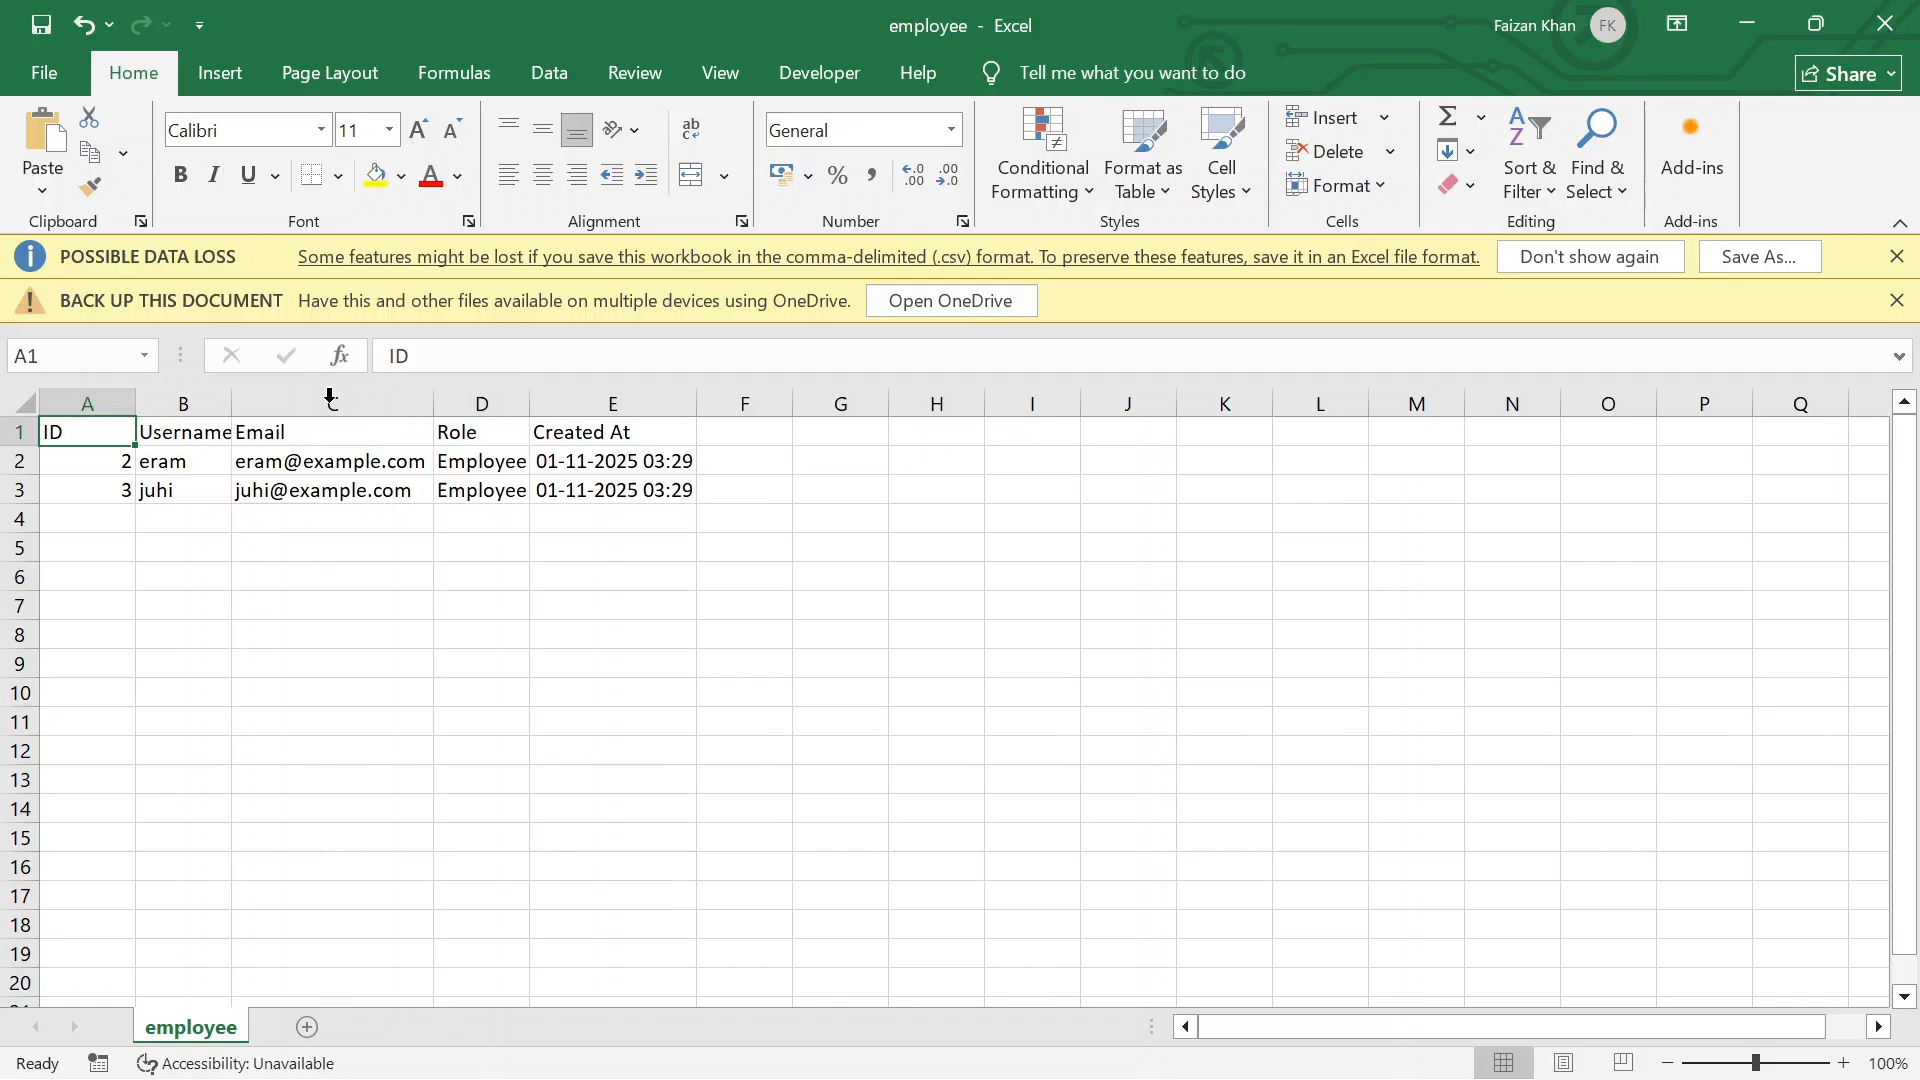 employee - Excel
Faizan Khan FK
File Home Insert Page Layout Formulas Data Review View Developer Help Tell me what you want to do Share
Paste
Clipboard
Calibri 11
B I U A
Font
ab
c
Alignment
General
% , .00 .00
Number
Conditional Formatting
Format as Table
Cell Styles
Styles
Insert
Delete
Format
Cells
Σ
Sort & Filter
Find & Select
Editing
Add-ins
Add-ins
POSSIBLE DATA LOSS Some features might be lost if you save this workbook in the comma-delimited (.csv) format. To preserve these features, save it in an Excel file format. Don't show again Save As...
BACK UP THIS DOCUMENT Have this and other files available on multiple devices using OneDrive. Open OneDrive
A1 fx ID
A B C D E F G H I J K L M N O P Q
1 ID Username Email Role Created At
2 2 eram eram@example.com Employee 01-11-2025 03:29
3 3 juhi juhi@example.com Employee 01-11-2025 03:29
4
5
6
7
8
9
10
11
12
13
14
15
16
17
18
19
20
employee
Ready Accessibility: Unavailable 100%